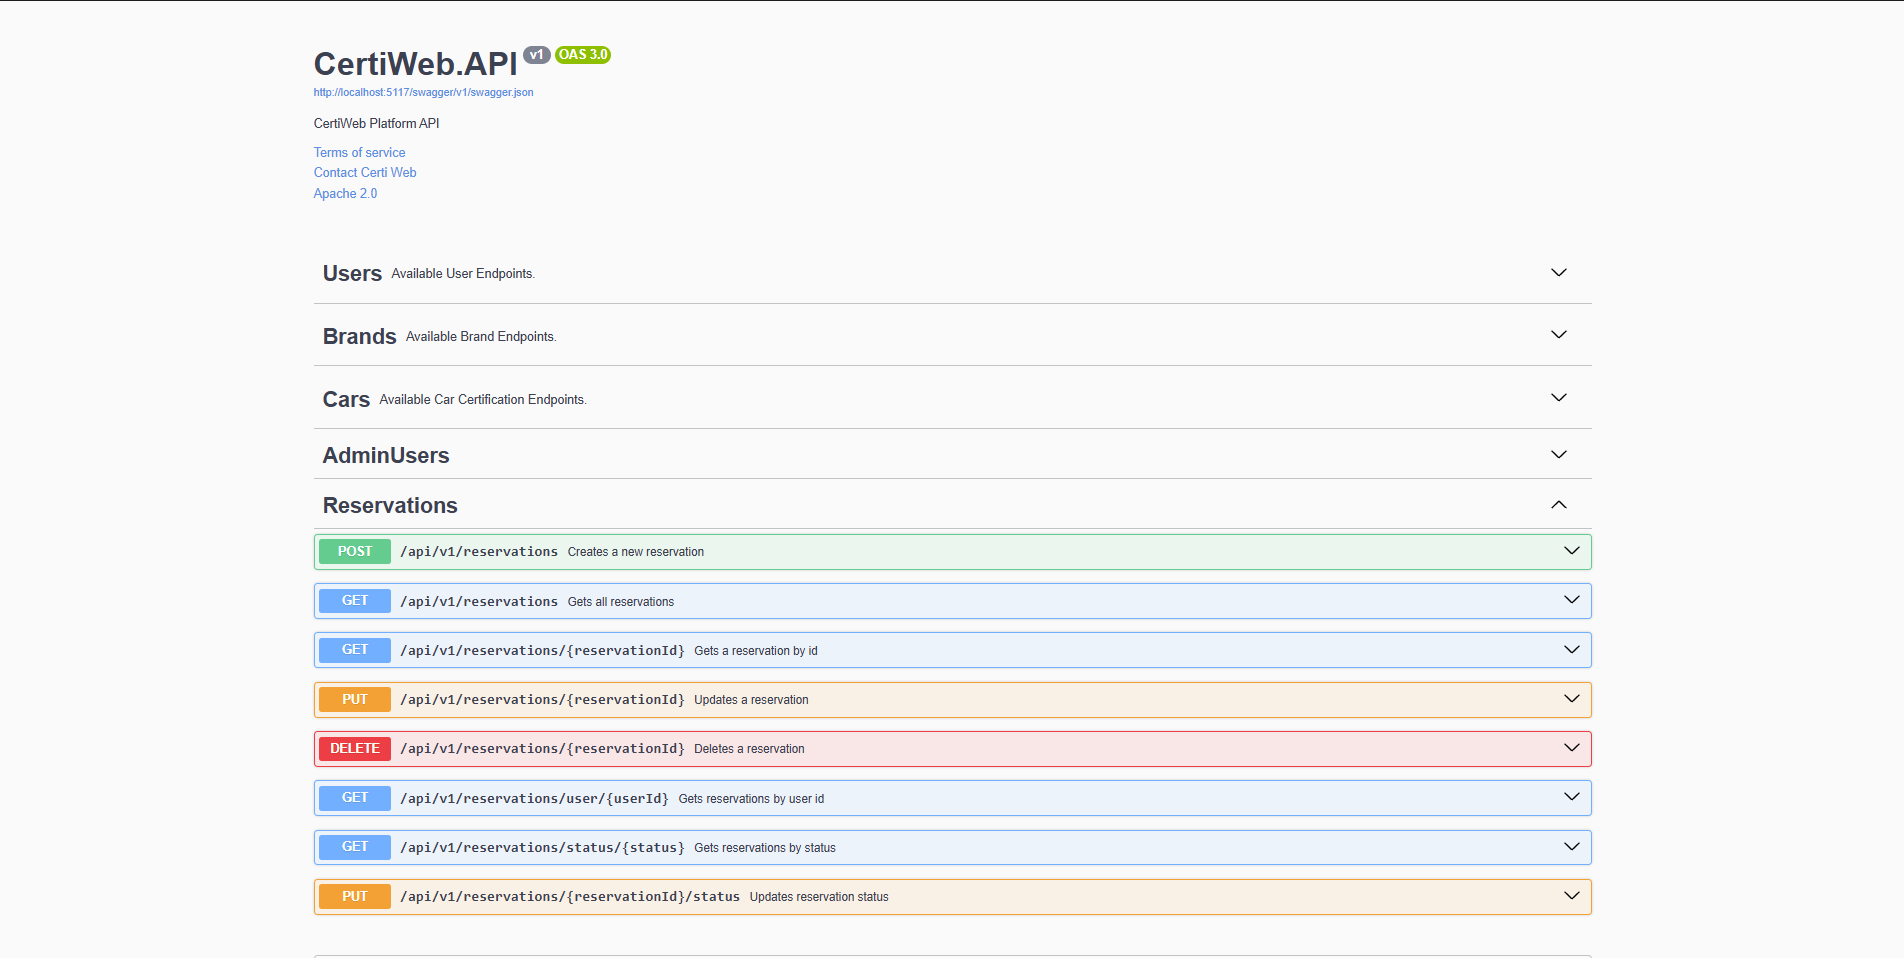 CertiWeb.API v1 OAS 3.0
http://localhost:5117/swagger/v1/swagger.json
CertiWeb Platform API
Terms of service
Contact Certi Web
Apache 2.0
Users Available User Endpoints.
Brands Available Brand Endpoints.
Cars Available Car Certification Endpoints.
AdminUsers
Reservations
POST /api/v1/reservations Creates a new reservation
GET /api/v1/reservations Gets all reservations
GET /api/v1/reservations/{reservationId} Gets a reservation by id
PUT /api/v1/reservations/{reservationId} Updates a reservation
DELETE /api/v1/reservations/{reservationId} Deletes a reservation
GET /api/v1/reservations/user/{userId} Gets reservations by user id
GET /api/v1/reservations/status/{status} Gets reservations by status
PUT /api/v1/reservations/{reservationId}/status Updates reservation status